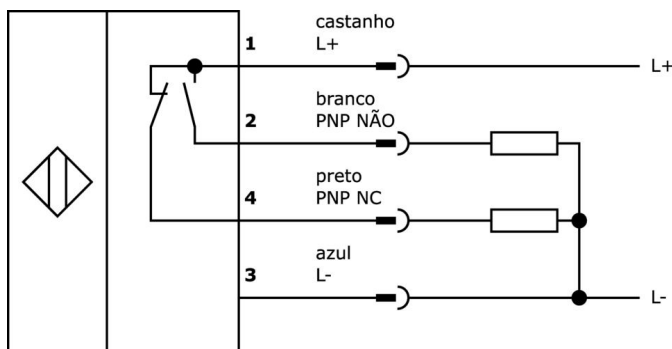 castanho
1
L+
L+
branco
2
PNP NÃO
preto
4
PNP NC
azul
3
L-
L-